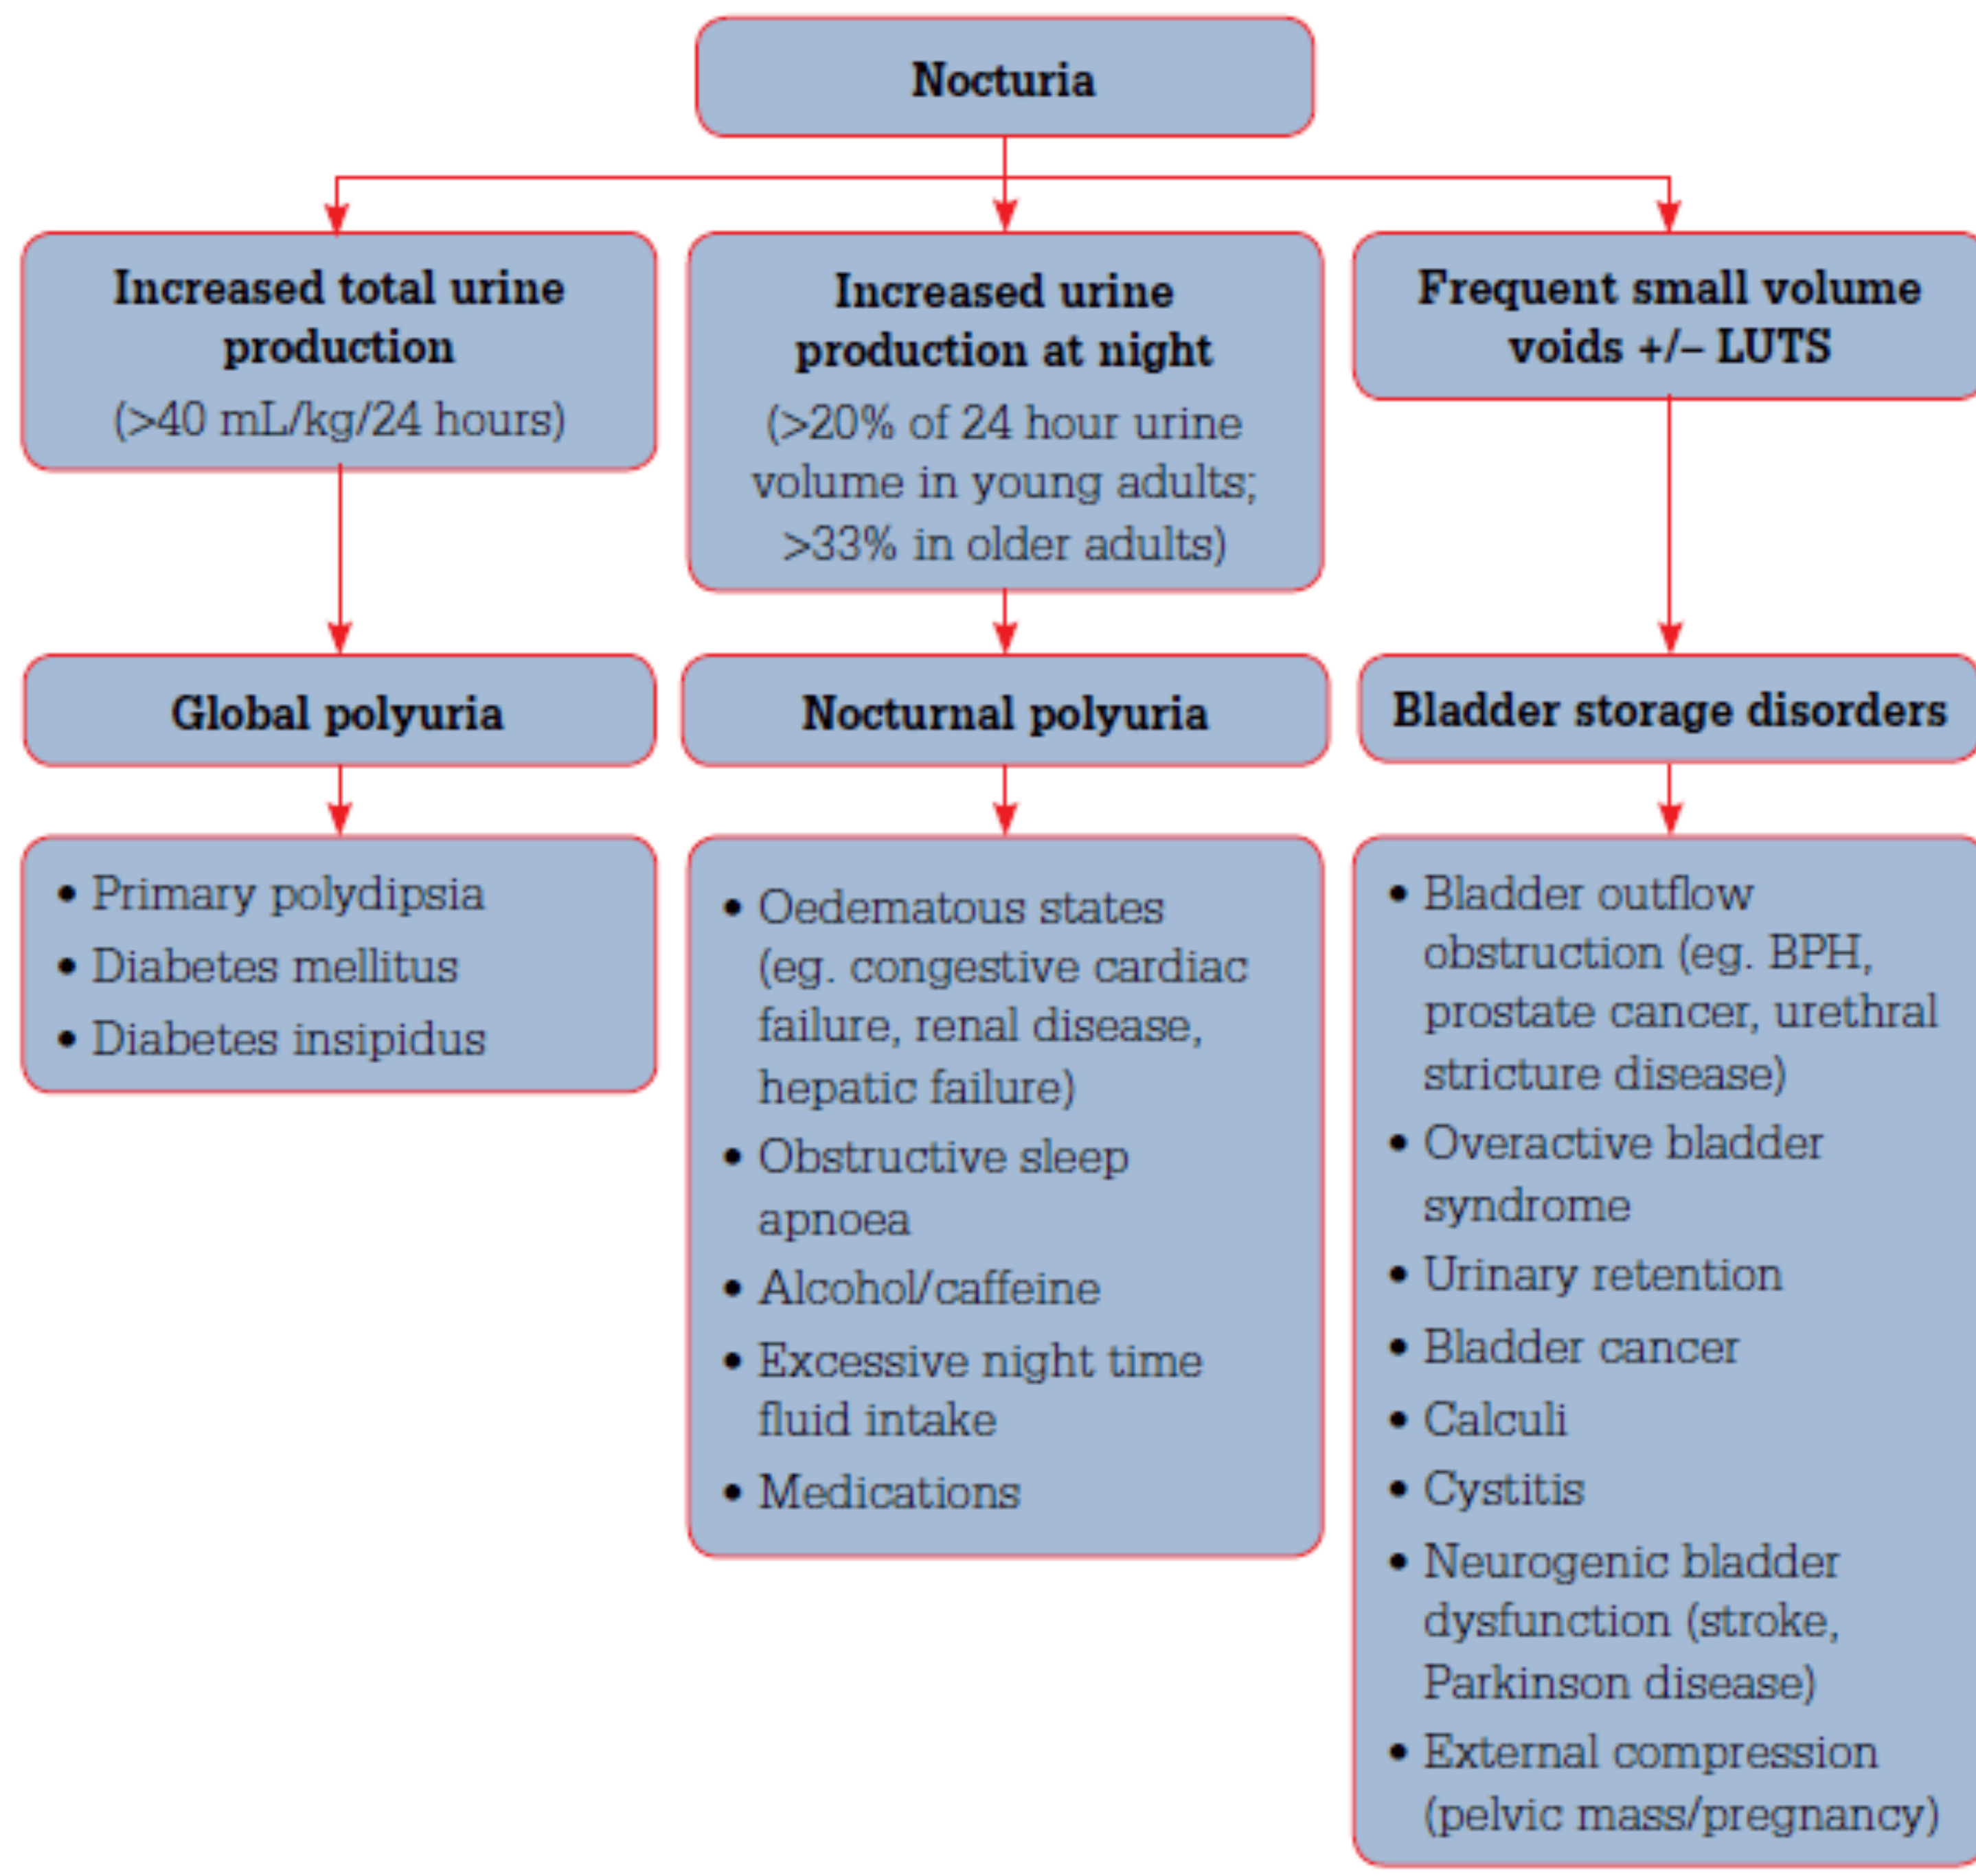 Nocturia
Increased total urine
production
(>40 mL/kg/24 hours)
Increased urine
production at night
(>20% of 24 hour urine
volume in young adults;
>33% in older adults)
Frequent small volume
voids +/– LUTS
Global polyuria
Nocturnal polyuria
Bladder storage disorders
• Primary polydipsia
• Diabetes mellitus
• Diabetes insipidus
• Oedematous states
(eg. congestive cardiac
failure, renal disease,
hepatic failure)
• Obstructive sleep
apnoea
• Alcohol/caffeine
• Excessive night time
fluid intake
• Medications
• Bladder outflow
obstruction (eg. BPH,
prostate cancer, urethral
stricture disease)
• Overactive bladder
syndrome
• Urinary retention
• Bladder cancer
• Calculi
• Cystitis
• Neurogenic bladder
dysfunction (stroke,
Parkinson disease)
• External compression
(pelvic mass/pregnancy)